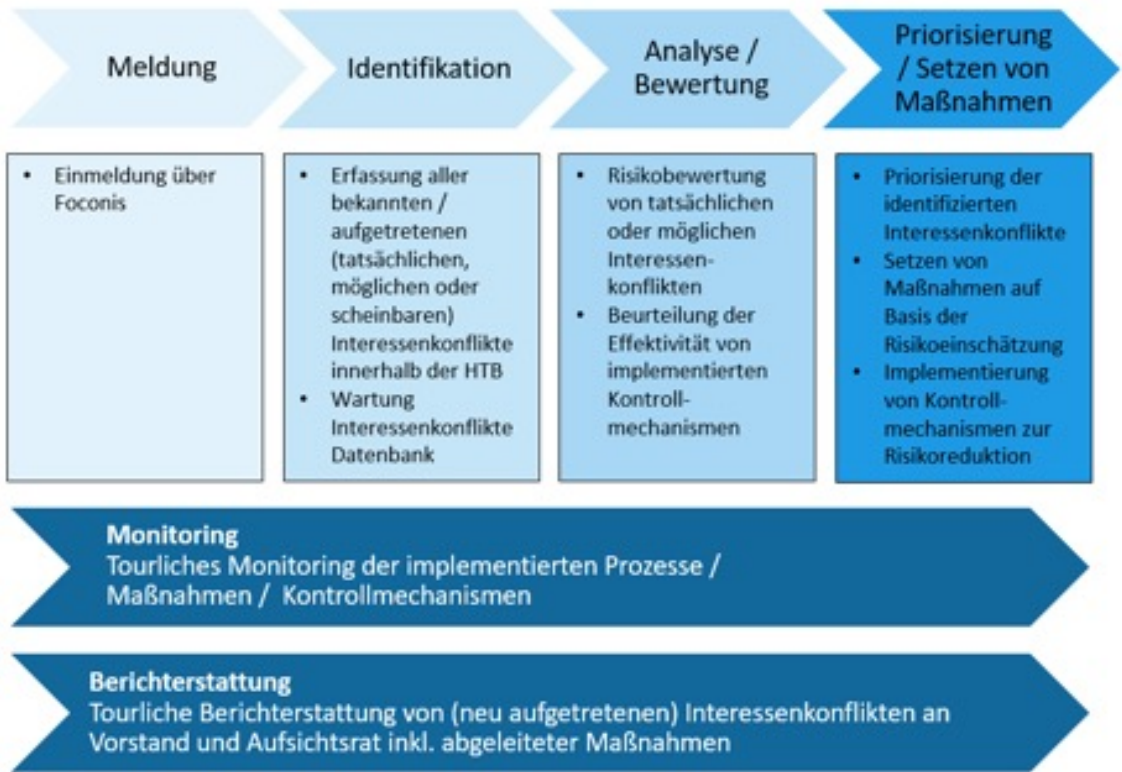 Meldung
Identifikation
Analyse /
Bewertung
Priorisierung
/ Setzen von
Maßnahmen
• Einmeldung über
Foconis
• Erfassung aller
bekannten /
aufgetretenen
(tatsächlichen,
möglichen oder
scheinbaren)
Interessenkonflikte
innerhalb der HTB
• Wartung
Interessenkonflikte
Datenbank
• Risikobewertung
von tatsächlichen
oder möglichen
Interessen-
konflikten
• Beurteilung der
Effektivität von
implementierten
Kontroll-
mechanismen
• Priorisierung der
identifizierten
Interessenkonflikte
• Setzen von
Maßnahmen auf
Basis der
Risikoeinschätzung
• Implementierung
von Kontroll-
mechanismen zur
Risikoreduktion
Monitoring
Tourliches Monitoring der implementierten Prozesse /
Maßnahmen / Kontrollmechanismen
Berichterstattung
Tourliche Berichterstattung von (neu aufgetretenen) Interessenkonflikten an
Vorstand und Aufsichtsrat inkl. abgeleiteter Maßnahmen